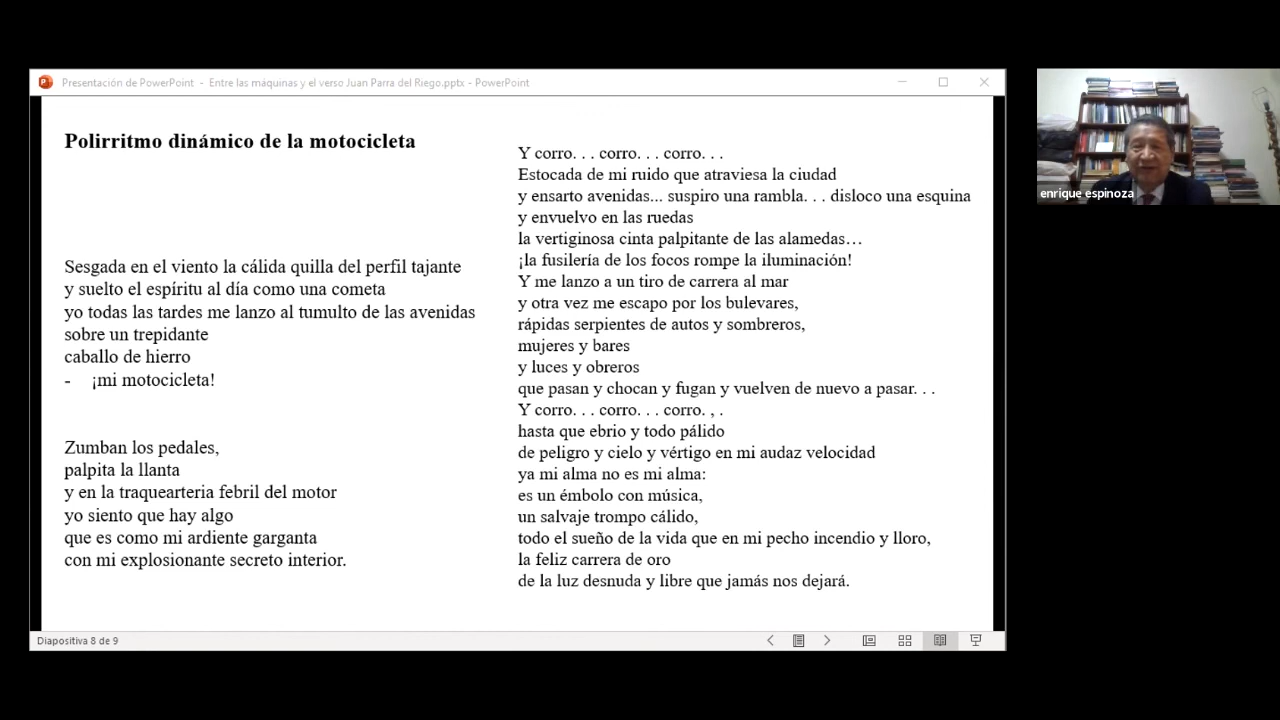 Presentación de PowerPoint - Entre las máquinas y el verso Juan Parra del Riego.pptx - PowerPoint
Polirritmo dinámico de la motocicleta
Sesgada en el viento la cálida quilla del perfil tajante
y suelto el espíritu al día como una cometa
yo todas las tardes me lanzo al tumulto de las avenidas
sobre un trepidante
caballo de hierro
- ¡mi motocicleta!
Zumban los pedales,
palpita la llanta
y en la traquearteria febril del motor
yo siento que hay algo
que es como mi ardiente garganta
con mi explosionante secreto interior.
Y corro. . . corro. . . corro. . .
Estocada de mi ruido que atraviesa la ciudad
y ensarto avenidas... suspiro una rambla. . . disloco una esquina
y envuelvo en las ruedas
la vertiginosa cinta palpitante de las alamedas…
¡la fusilería de los focos rompe la iluminación!
Y me lanzo a un tiro de carrera al mar
y otra vez me escapo por los bulevares,
rápidas serpientes de autos y sombreros,
mujeres y bares
y luces y obreros
que pasan y chocan y fugan y vuelven de nuevo a pasar. . .
Y corro. . . corro. . . corro. , .
hasta que ebrio y todo pálido
de peligro y cielo y vértigo en mi audaz velocidad
ya mi alma no es mi alma:
es un émbolo con música,
un salvaje trompo cálido,
todo el sueño de la vida que en mi pecho incendio y lloro,
la feliz carrera de oro
de la luz desnuda y libre que jamás nos dejará.
Diapositiva 8 de 9
enrique espinoza